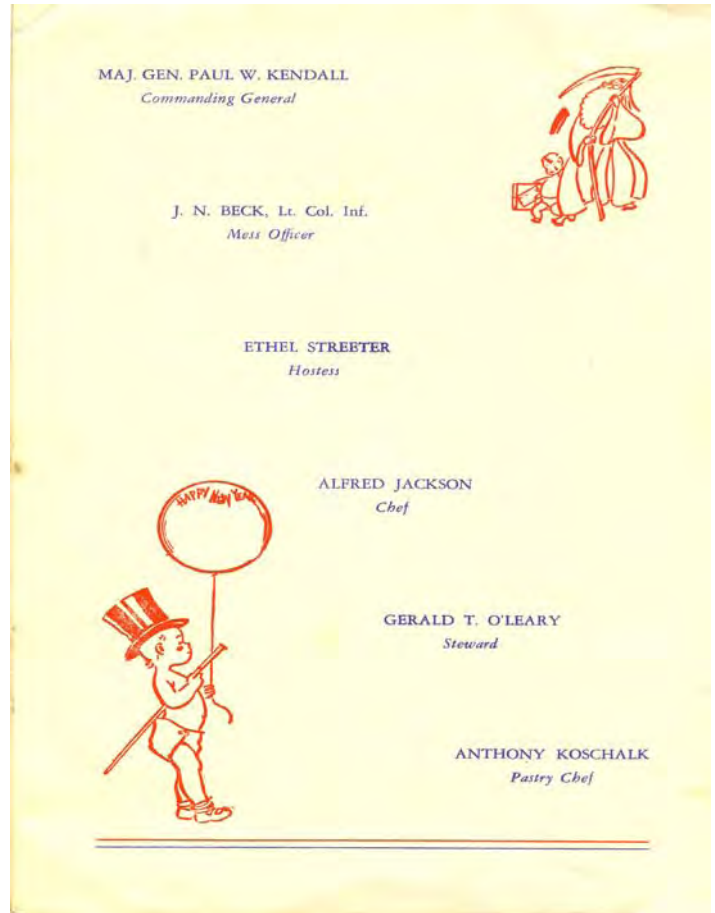 MAJ. GEN. PAUL W. KENDALL
Commanding General
J. N. BECK, Lt. Col. Inf.
Mess Officer
ETHEL STREETER
Hostess
ALFRED JACKSON
Chef
HAPPY NEW YEAR
GERALD T. O'LEARY
Steward
ANTHONY KOSCHALK
Pastry Chef